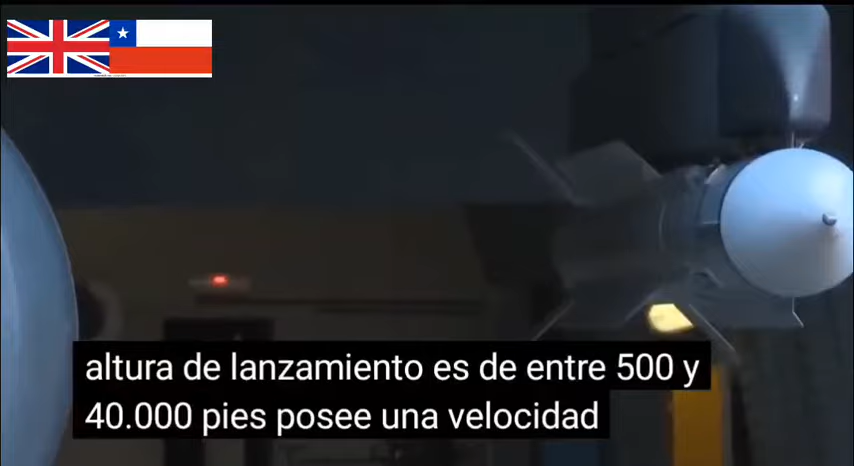 altura de lanzamiento es de entre 500 y
40.000 pies posee una velocidad